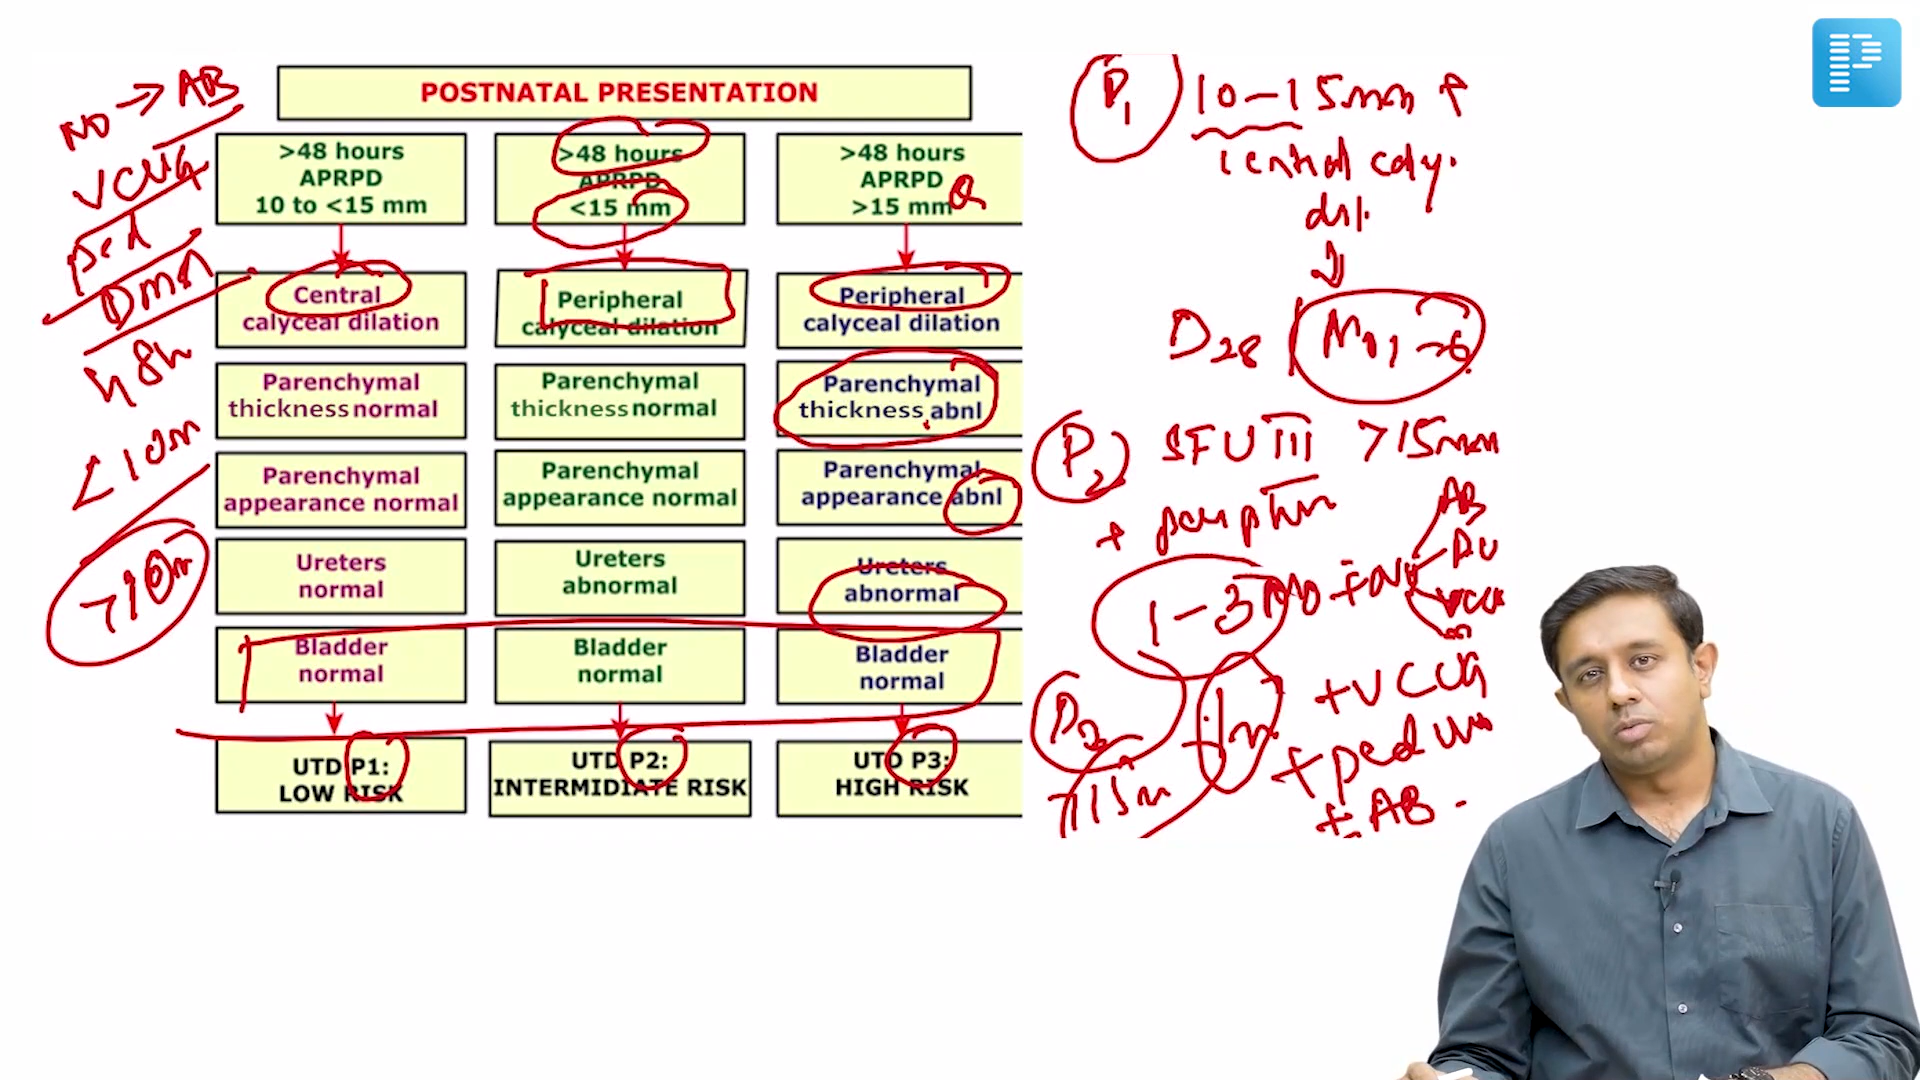 POSTNATAL PRESENTATION
>48 hours
APRPD
10 to <15 mm
Central
calyceal dilation
Parenchymal
thickness normal
Parenchymal
appearance normal
Ureters
normal
Bladder
normal
UTD P1:
LOW RISK
>48 hours
APRPD
<15 mm
Peripheral
calyceal dilation
Parenchymal
thickness normal
Parenchymal
appearance normal
Ureters
abnormal
Bladder
normal
UTD P2:
INTERMIDIATE RISK
>48 hours
APRPD
>15 mm
Peripheral
calyceal dilation
Parenchymal
thickness abnl
Parenchymal
appearance abnl
Ureters
abnormal
Bladder
normal
UTD P3:
HIGH RISK
NO → AB
VCUG
ped
DMSA
48h
<10m
>10m
P1 10-15mm ↑
central caly.
P2 SFU III >15mm
1-3 mo
AB
VCUG
>15m
+VCUG
+ped
+AB